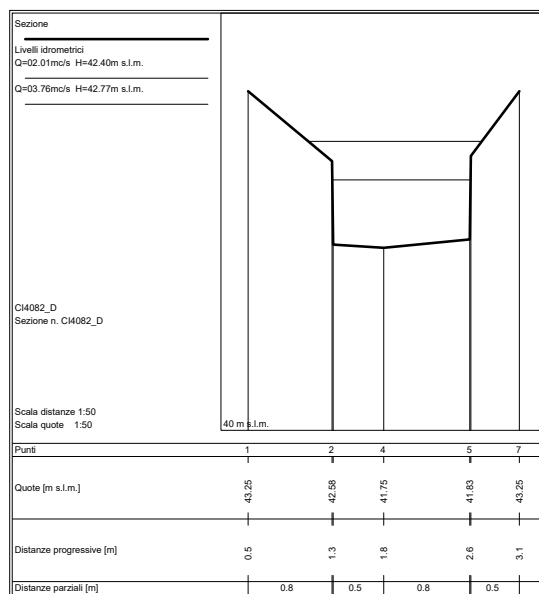 Sezione
Livelli idrometrici
Q=02.01mc/s H=42.40m s.l.m.
Q=03.76mc/s H=42.77m s.l.m.
CI4082_D
Sezione n. CI4082_D
Scala distanze 1:50
Scala quote 1:50
40 m s.l.m.
Punti 1 2 4 5 7
Quote [m s.l.m.] 43.25 42.58 41.75 41.83 43.25
Distanze progressive [m] 0.5 1.3 1.8 2.6 3.1
Distanze parziali [m] 0.8 0.5 0.8 0.5